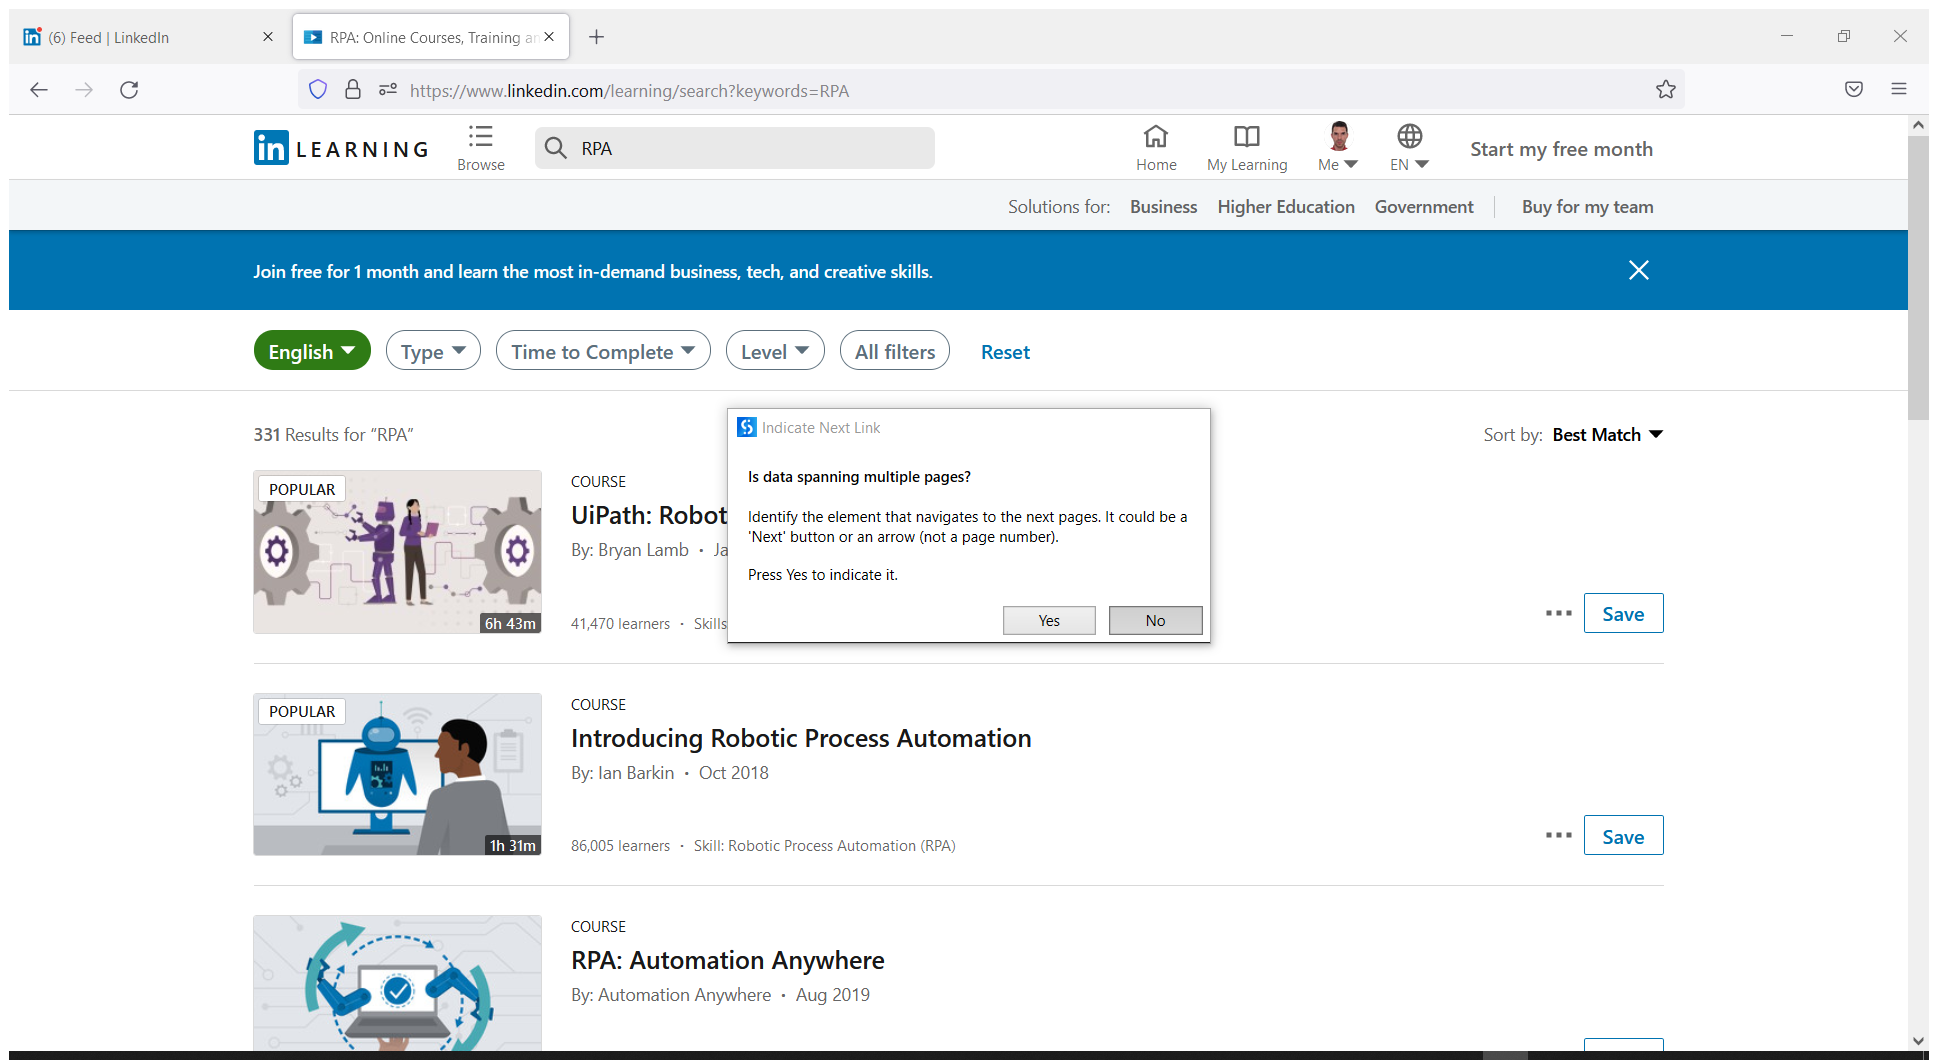 (6) Feed | LinkedIn
RPA: Online Courses, Training an
https://www.linkedin.com/learning/search?keywords=RPA
in LEARNING
Browse
RPA
Home
My Learning
Me
EN
Start my free month
Solutions for: Business Higher Education Government Buy for my team
Join free for 1 month and learn the most in-demand business, tech, and creative skills.
English
Type
Time to Complete
Level
All filters
Reset
331 Results for “RPA”
Sort by: Best Match
Indicate Next Link
Is data spanning multiple pages?
Identify the element that navigates to the next pages. It could be a
'Next' button or an arrow (not a page number).
Press Yes to indicate it.
Yes
No
POPULAR
6h 43m
COURSE
UiPath: Robot
By: Bryan Lamb • Ja
41,470 learners • Skills
Save
POPULAR
1h 31m
COURSE
Introducing Robotic Process Automation
By: Ian Barkin • Oct 2018
86,005 learners • Skill: Robotic Process Automation (RPA)
Save
COURSE
RPA: Automation Anywhere
By: Automation Anywhere • Aug 2019